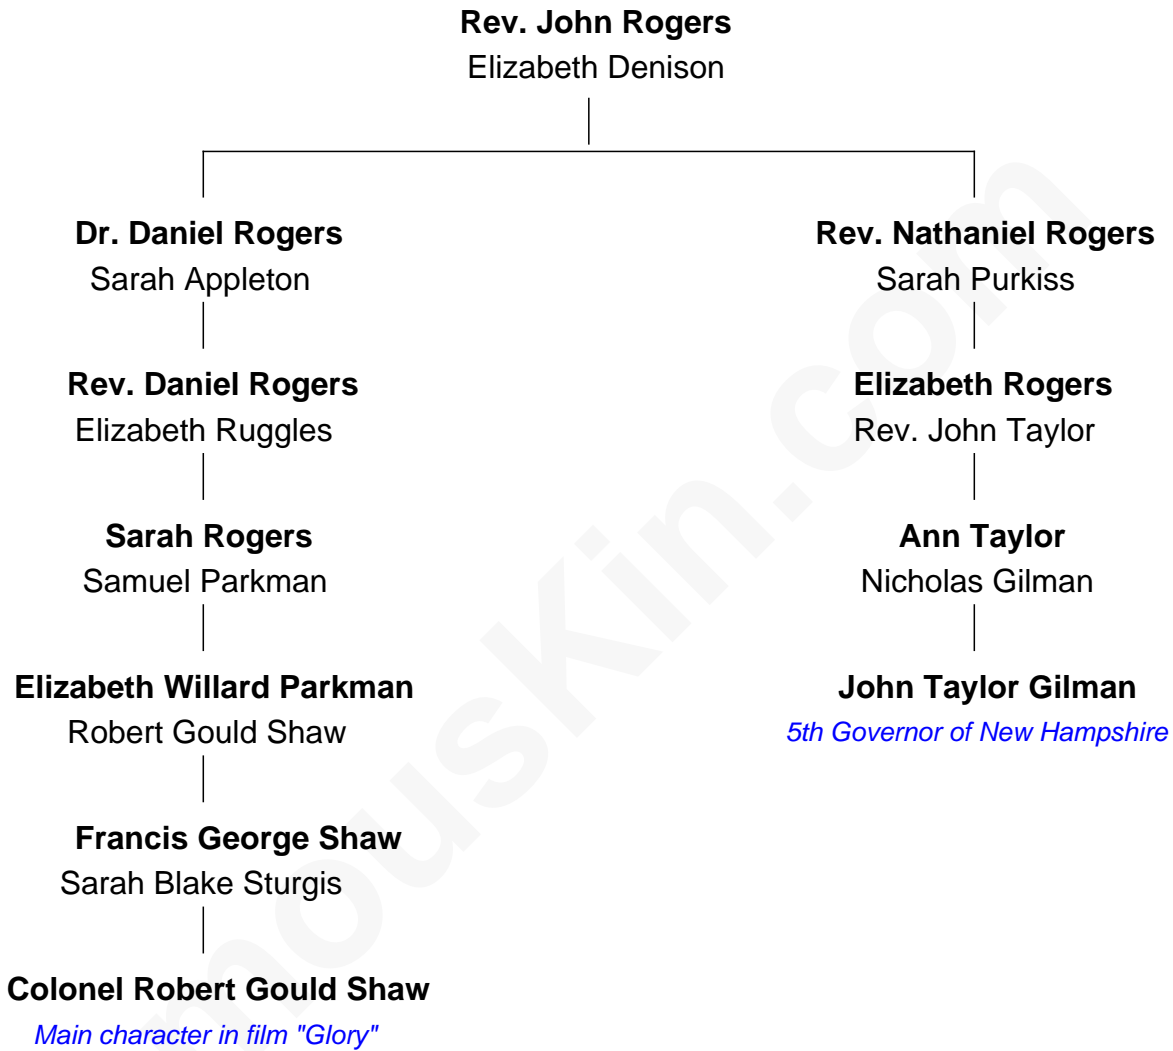 Rev. John Rogers
Elizabeth Denison
Dr. Daniel Rogers
Sarah Appleton
Rev. Nathaniel Rogers
Sarah Purkiss
Rev. Daniel Rogers
Elizabeth Ruggles
Elizabeth Rogers
Rev. John Taylor
Sarah Rogers
Samuel Parkman
Ann Taylor
Nicholas Gilman
Elizabeth Willard Parkman
Robert Gould Shaw
John Taylor Gilman
5th Governor of New Hampshire
Francis George Shaw
Sarah Blake Sturgis
Colonel Robert Gould Shaw
Main character in film "Glory"
mousKin.com